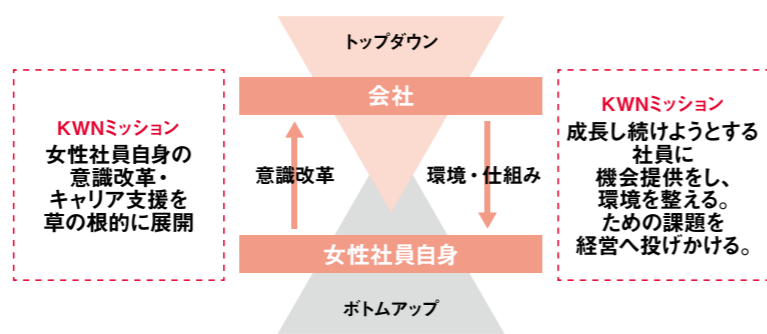 トップダウン
会社
KWNミッション
女性社員自身の
意識改革・
キャリア支援を
草の根的に展開
意識改革
環境・仕組み
KWNミッション
成長し続けようとする
社員に
機会提供をし、
環境を整える。
ための課題を
経営へ投げかける。
女性社員自身
ボトムアップ